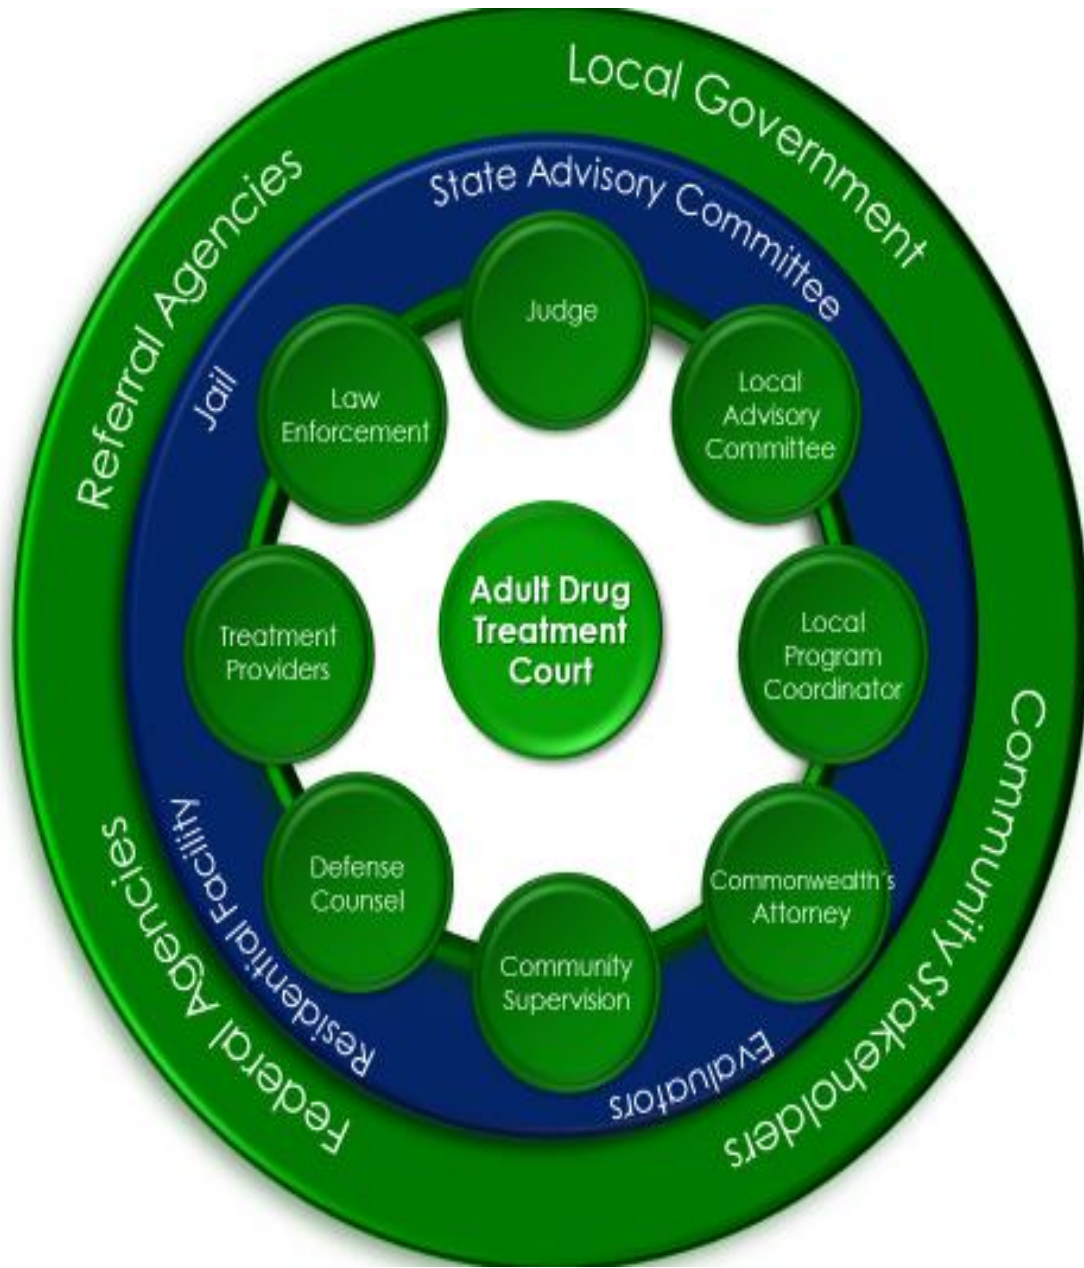 Local Government
Referral Agencies
State Advisory Committee
Jail
Judge
Law
Enforcement
Local
Advisory
Committee
Adult Drug
Treatment
Court
Treatment
Providers
Local
Program
Coordinator
Defense
Counsel
Commonwealth's
Attorney
Community
Supervision
Residential Facility
Evaluators
Federal Agencies
Community Stakeholders